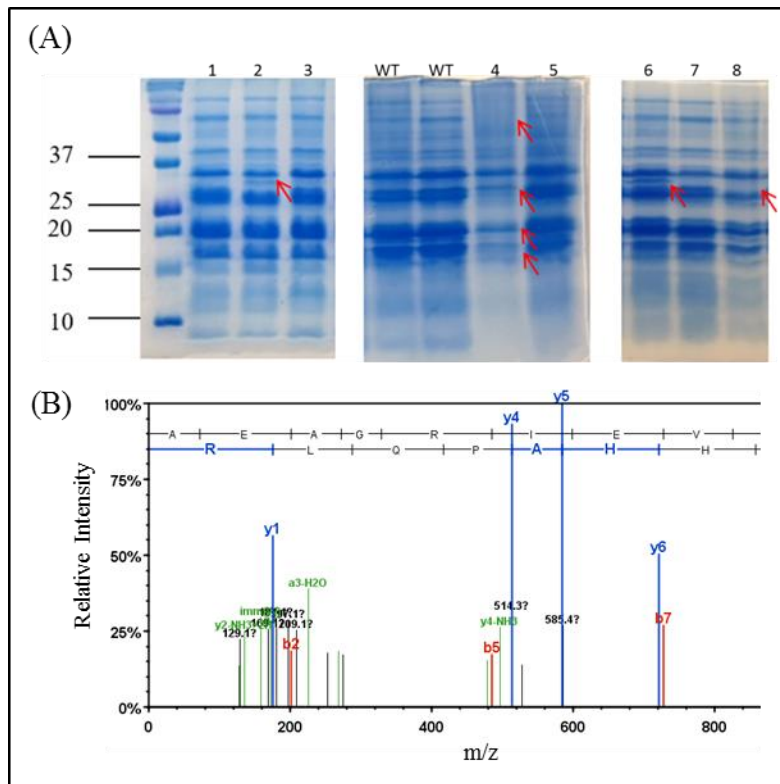 (A)
1 2 3 WT WT 4 5 6 7 8
37
25
20
15
10
(B)
100%
75%
50%
25%
0%
Relative Intensity
y5
y4
A E A G R I E V
R L Q P A H H
y1
y6
a3-H2O
514.3?
y4-NH3
585.4?
b7
129.1?
209.1?
b2
b5
0 200 400 600 800
m/z